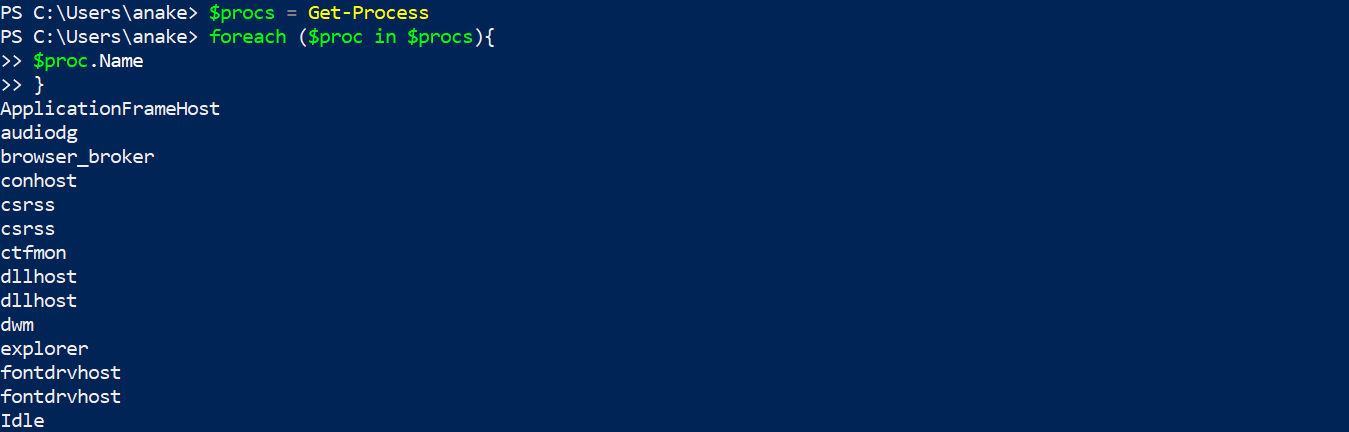 PS C:\Users\anake> $procs = Get-Process
PS C:\Users\anake> foreach ($proc in $procs){
>> $proc.Name
>> }
ApplicationFrameHost
audiodg
browser_broker
conhost
csrss
csrss
ctfmon
dllhost
dllhost
dwm
explorer
fontdrvhost
fontdrvhost
Idle